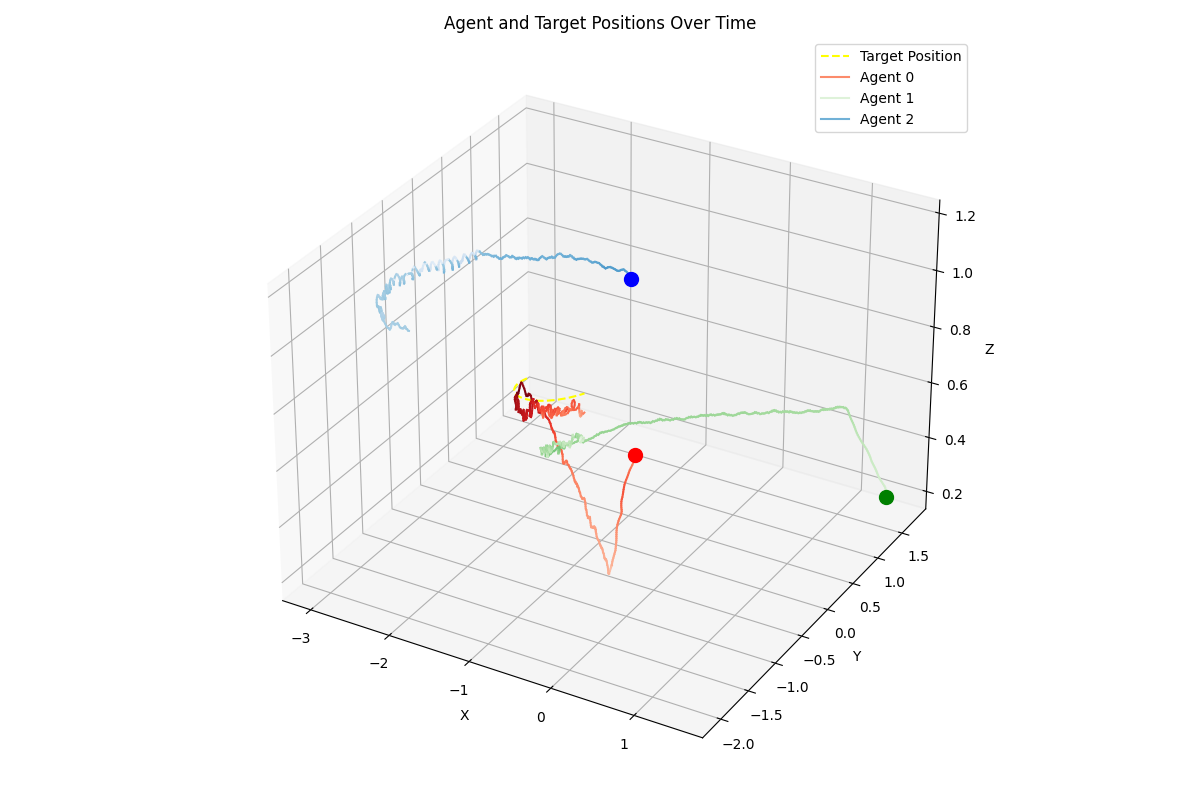 Agent and Target Positions Over Time
Target Position
Agent 0
Agent 1
Agent 2
1.2
1.0
0.8
0.6
0.4
0.2
Z
1.5
1.0
0.5
0.0
−0.5
−1.0
−1.5
−2.0
Y
−3
−2
−1
0
1
X